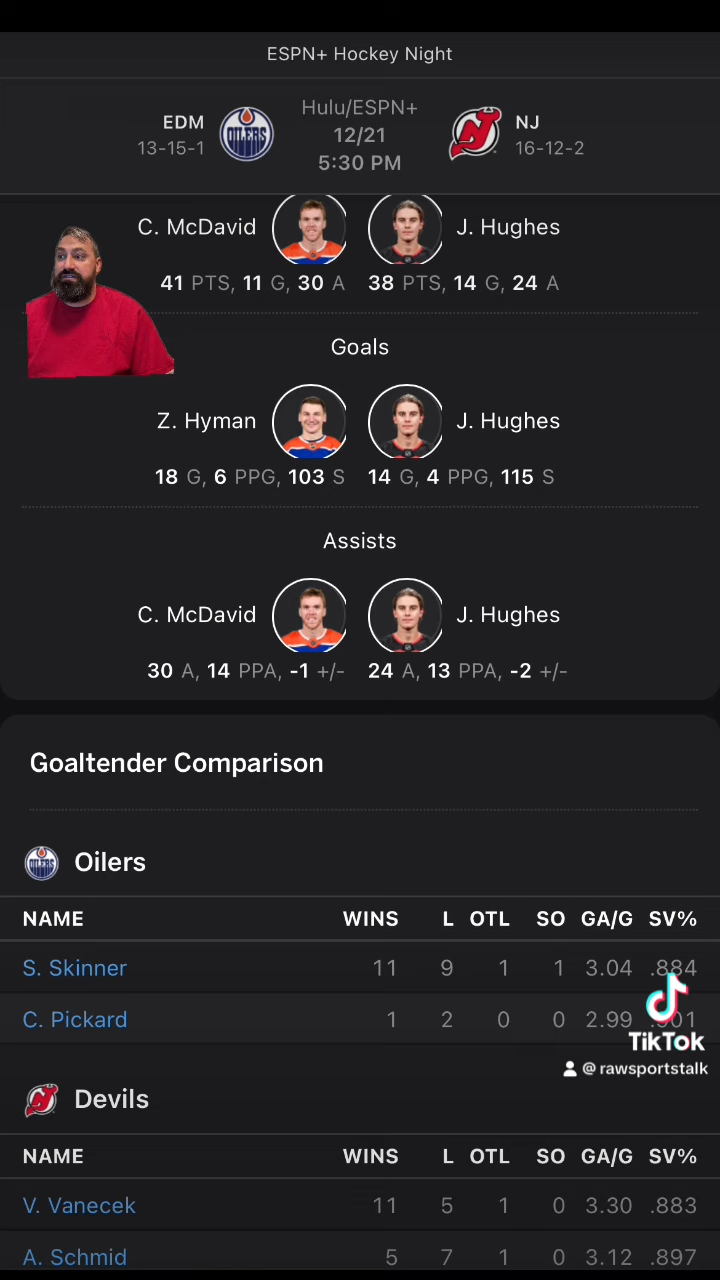 ESPN+ Hockey Night
EDM
13-15-1
OILERS
Hulu/ESPN+
12/21
5:30 PM
NJ
16-12-2
C. McDavid
J. Hughes
41 PTS, 11 G, 30 A
38 PTS, 14 G, 24 A
Goals
Z. Hyman
J. Hughes
18 G, 6 PPG, 103 S
14 G, 4 PPG, 115 S
Assists
C. McDavid
J. Hughes
30 A, 14 PPA, -1 +/-
24 A, 13 PPA, -2 +/-
Goaltender Comparison
OILERS
Oilers
NAME WINS L OTL SO GA/G SV%
S. Skinner 11 9 1 1 3.04 .884
C. Pickard 1 2 0 0 2.99 .901
TikTok
@rawsportstalk
Devils
NAME WINS L OTL SO GA/G SV%
V. Vanecek 11 5 1 0 3.30 .883
A. Schmid 5 7 1 0 3.12 .897